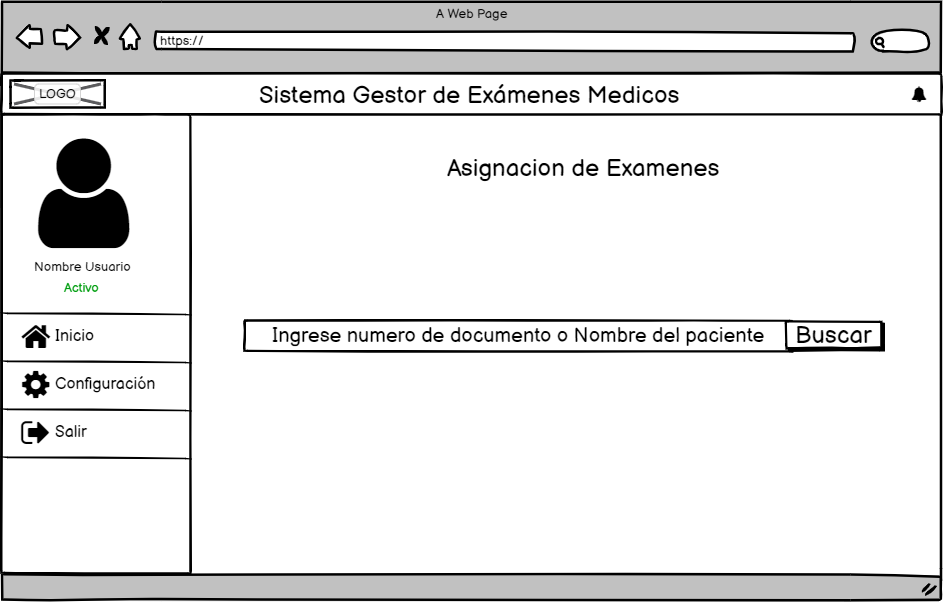 A Web Page
https://
LOGO
Sistema Gestor de Exámenes Medicos
Nombre Usuario
Activo
Inicio
Configuración
Salir
Asignacion de Examenes
Ingrese numero de documento o Nombre del paciente
Buscar